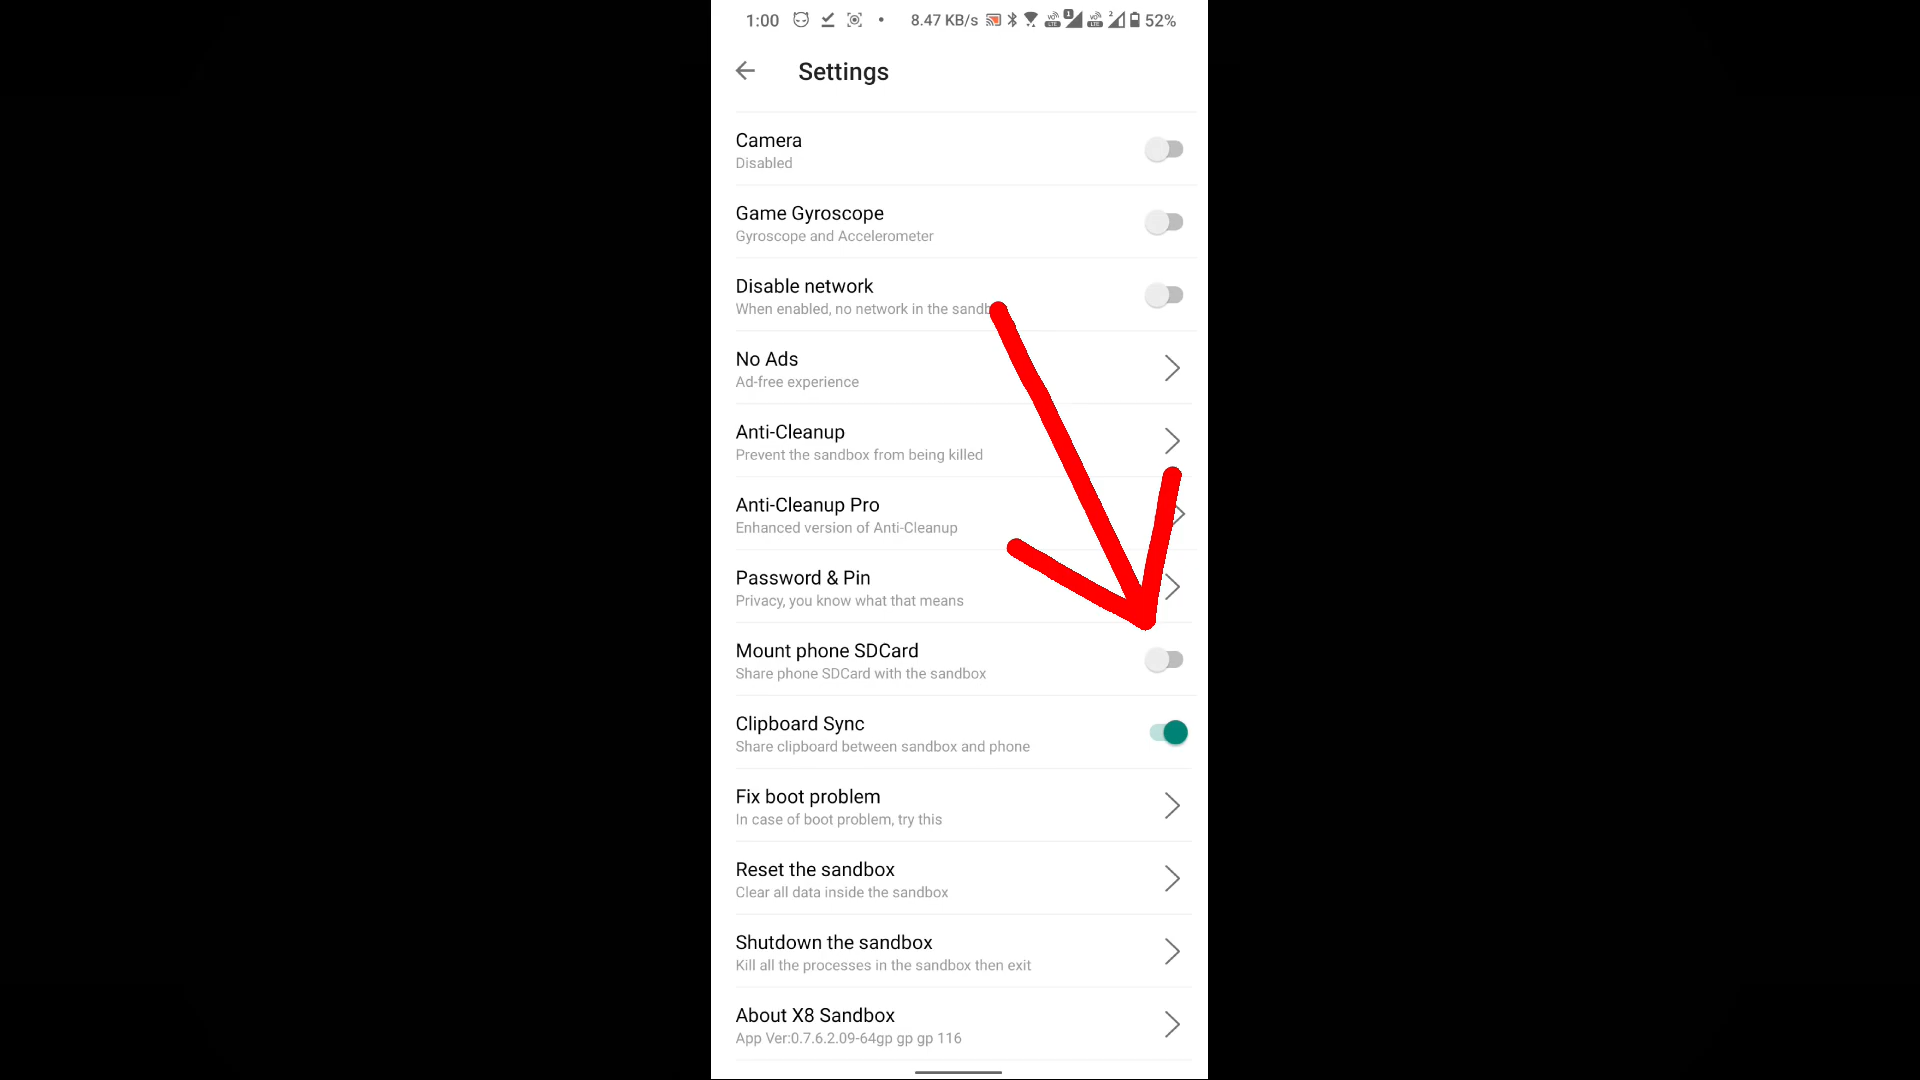 1:00 8.47 KB/s 52%
Settings
Camera
Disabled
Game Gyroscope
Gyroscope and Accelerometer
Disable network
When enabled, no network in the sandb
No Ads
Ad-free experience
Anti-Cleanup
Prevent the sandbox from being killed
Anti-Cleanup Pro
Enhanced version of Anti-Cleanup
Password & Pin
Privacy, you know what that means
Mount phone SDCard
Share phone SDCard with the sandbox
Clipboard Sync
Share clipboard between sandbox and phone
Fix boot problem
In case of boot problem, try this
Reset the sandbox
Clear all data inside the sandbox
Shutdown the sandbox
Kill all the processes in the sandbox then exit
About X8 Sandbox
App Ver:0.7.6.2.09-64gp gp gp 116